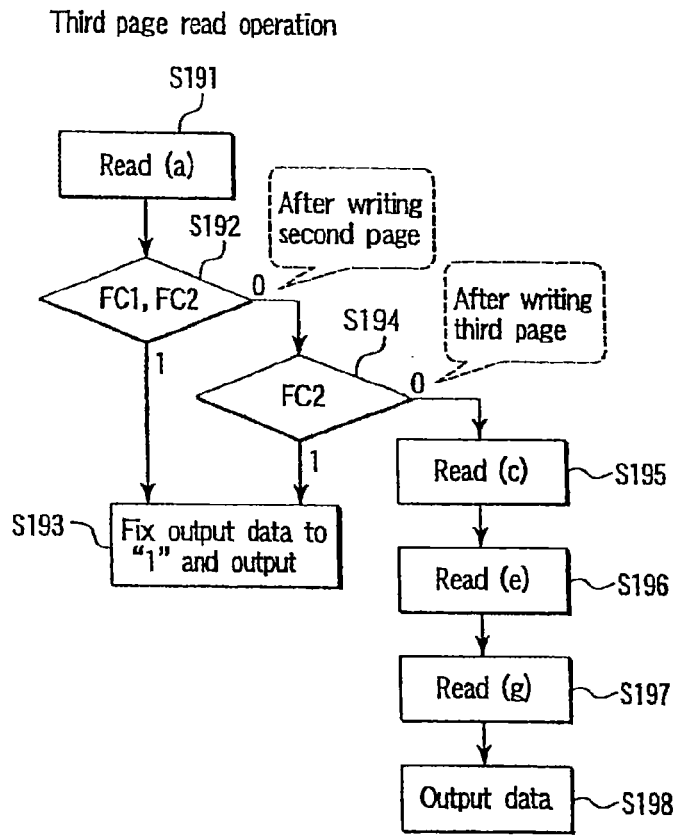 Third page read operation
S191
Read (a)
After writing
second page
S192
FC1, FC2
0
After writing
third page
S194
1
FC2
0
1
Read (c)
S195
S193
Fix output data to
“1” and output
Read (e)
S196
Read (g)
S197
Output data
S198